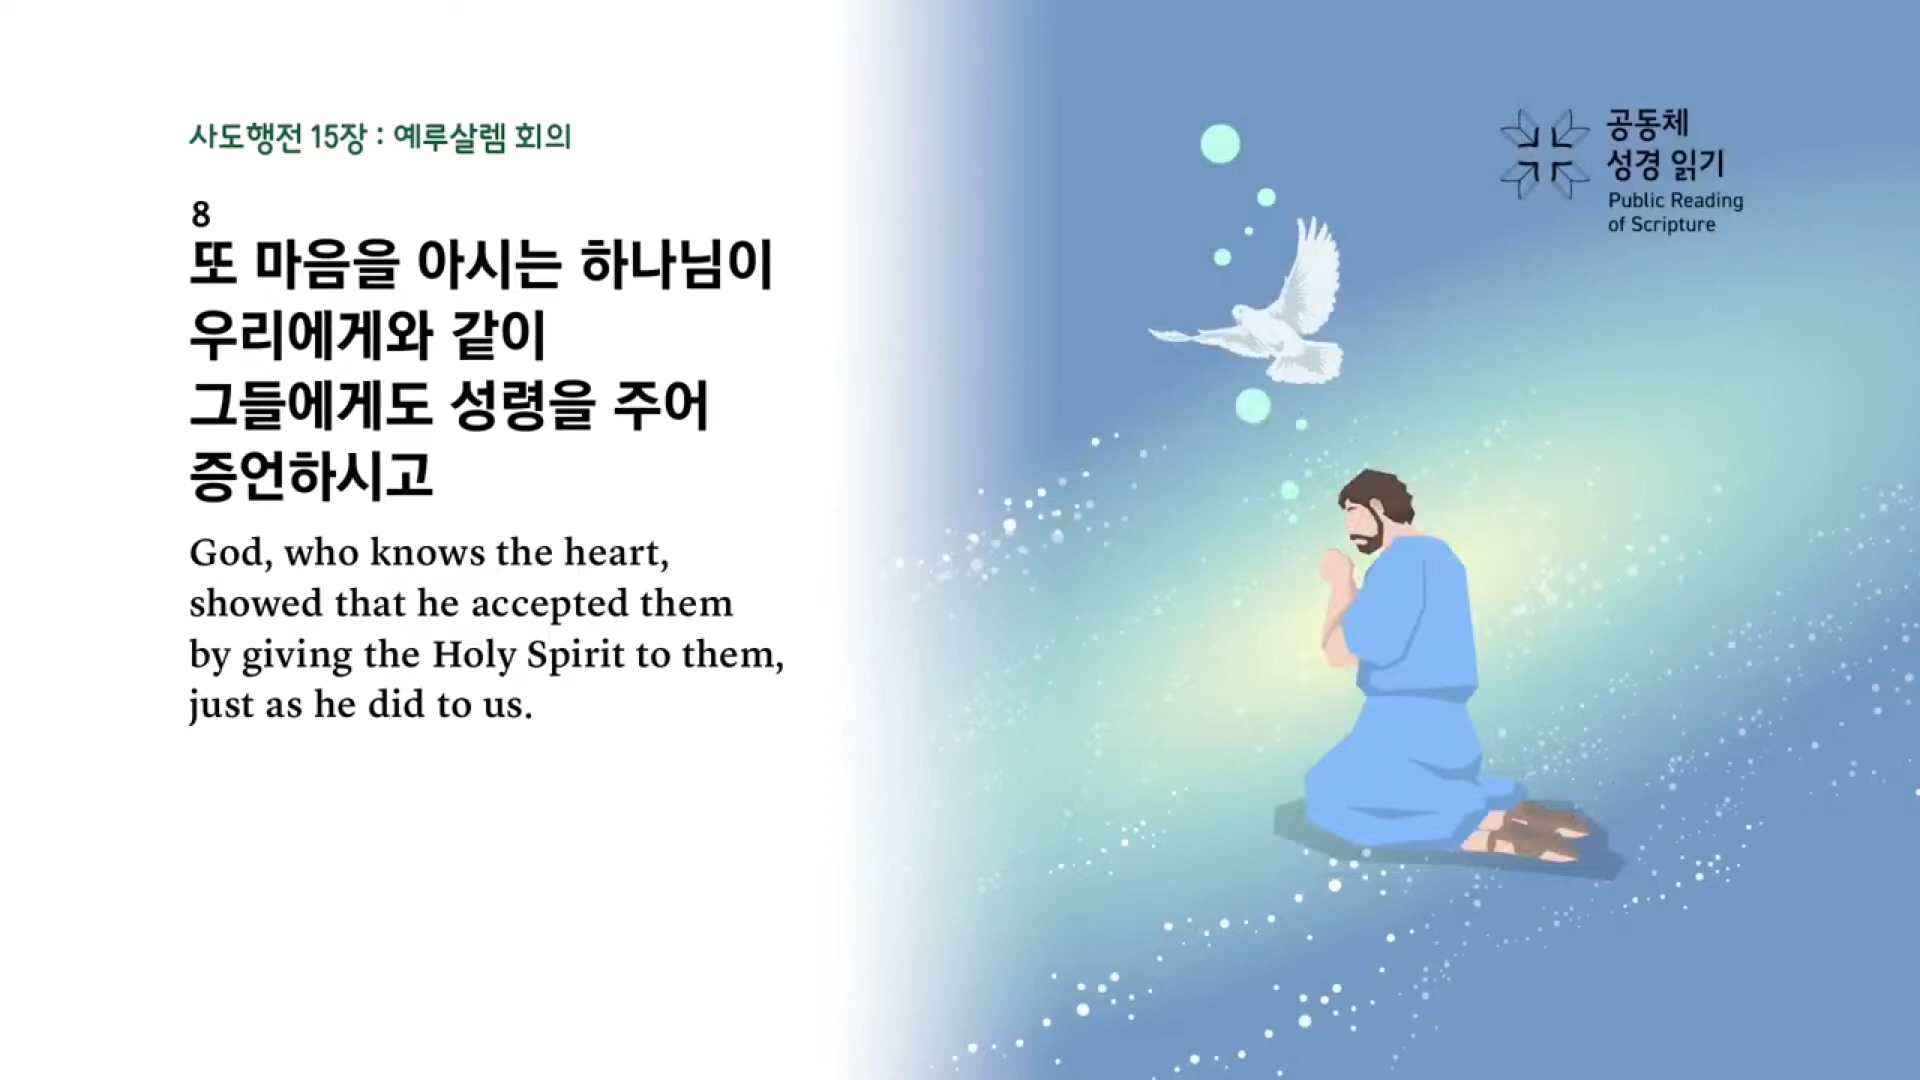 사도행전 15장 : 예루살렘 회의
8
또 마음을 아시는 하나님이
우리에게와 같이
그들에게도 성령을 주어
증언하시고
God, who knows the heart,
showed that he accepted them
by giving the Holy Spirit to them,
just as he did to us.
공동체
성경 읽기
Public Reading
of Scripture